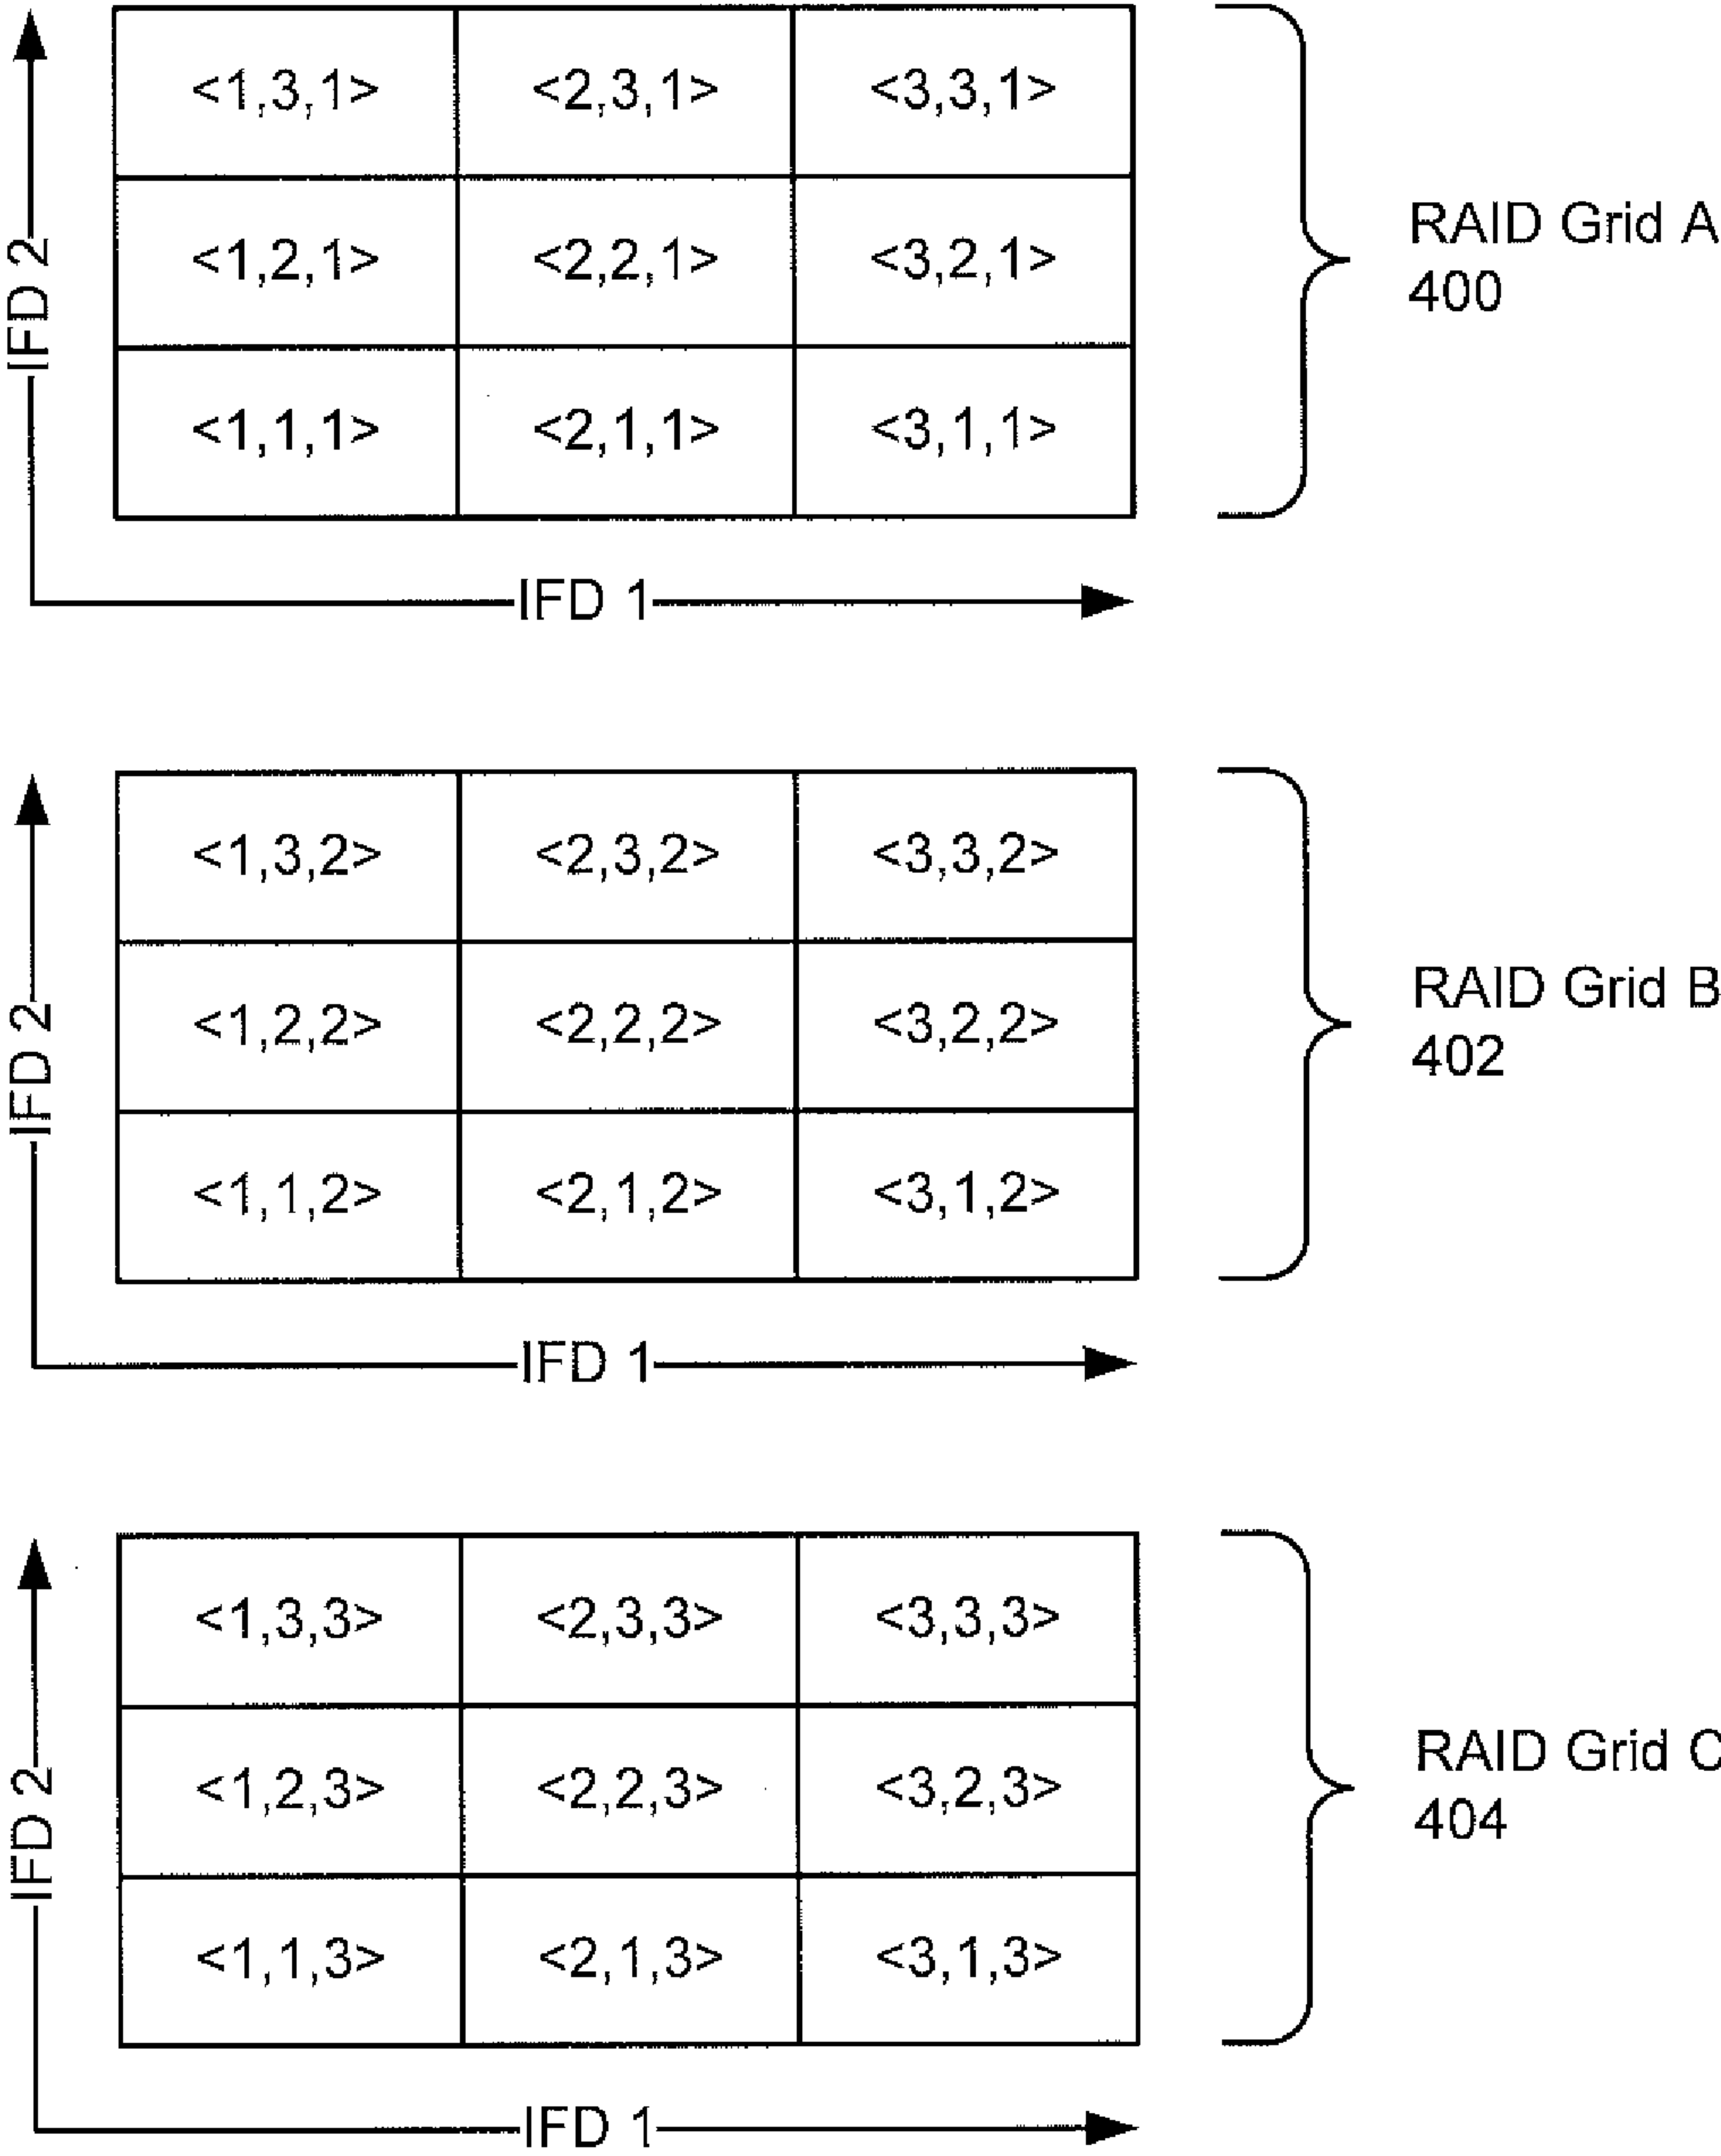 <1,3,1> <2,3,1> <3,3,1>
<1,2,1> <2,2,1> <3,2,1>
<1,1,1> <2,1,1> <3,1,1>
IFD 2
IFD 1
RAID Grid A
400
<1,3,2> <2,3,2> <3,3,2>
<1,2,2> <2,2,2> <3,2,2>
<1,1,2> <2,1,2> <3,1,2>
IFD 2
IFD 1
RAID Grid B
402
<1,3,3> <2,3,3> <3,3,3>
<1,2,3> <2,2,3> <3,2,3>
<1,1,3> <2,1,3> <3,1,3>
IFD 2
IFD 1
RAID Grid C
404